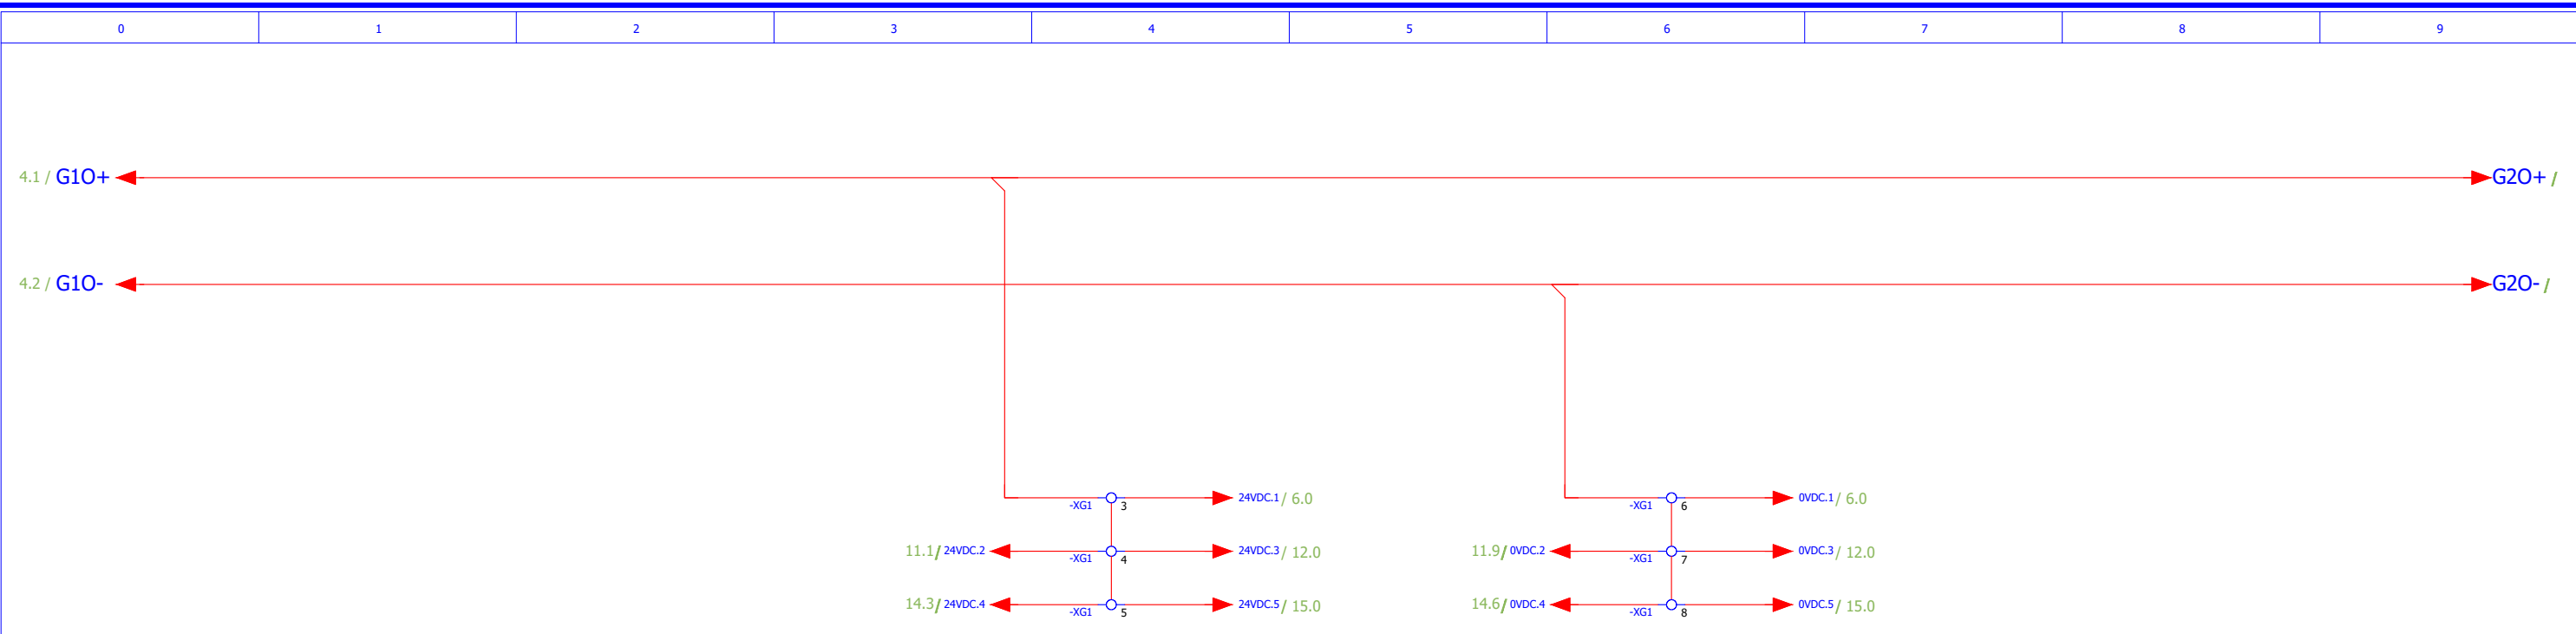 0 1 2 3 4 5 6 7 8 9
4.1 / G1O+ G2O+ /
4.2 / G1O- G2O- /
-XG1 3 24VDC.1 / 6.0 -XG1 6 0VDC.1 / 6.0
11.1 / 24VDC.2 -XG1 4 24VDC.3 / 12.0 11.9 / 0VDC.2 -XG1 7 0VDC.3 / 12.0
14.3 / 24VDC.4 -XG1 5 24VDC.5 / 15.0 14.6 / 0VDC.4 -XG1 8 0VDC.5 / 15.0